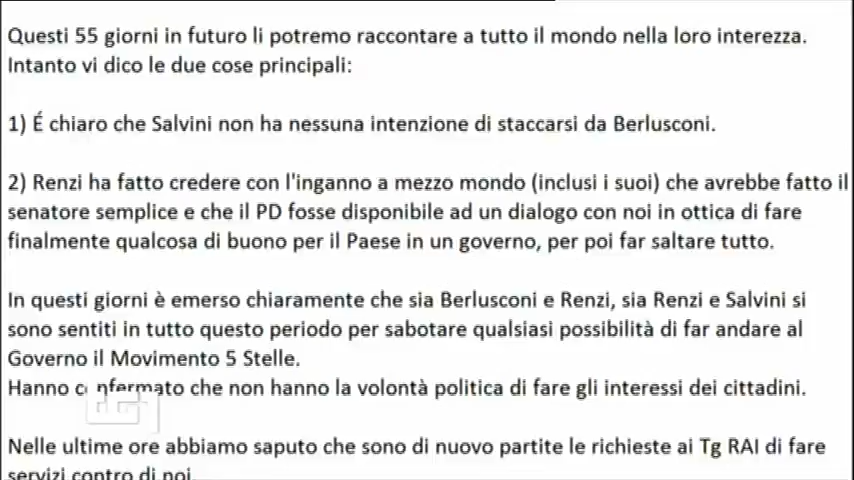 Questi 55 giorni in futuro li potremo raccontare a tutto il mondo nella loro interezza.
Intanto vi dico le due cose principali:
1) É chiaro che Salvini non ha nessuna intenzione di staccarsi da Berlusconi.
2) Renzi ha fatto credere con l'inganno a mezzo mondo (inclusi i suoi) che avrebbe fatto il
senatore semplice e che il PD fosse disponibile ad un dialogo con noi in ottica di fare
finalmente qualcosa di buono per il Paese in un governo, per poi far saltare tutto.
In questi giorni è emerso chiaramente che sia Berlusconi e Renzi, sia Renzi e Salvini si
sono sentiti in tutto questo periodo per sabotare qualsiasi possibilità di far andare al
Governo il Movimento 5 Stelle.
Hanno confermato che non hanno la volontà politica di fare gli interessi dei cittadini.
Nelle ultime ore abbiamo saputo che sono di nuovo partite le richieste ai Tg RAI di fare
servizi contro di noi.